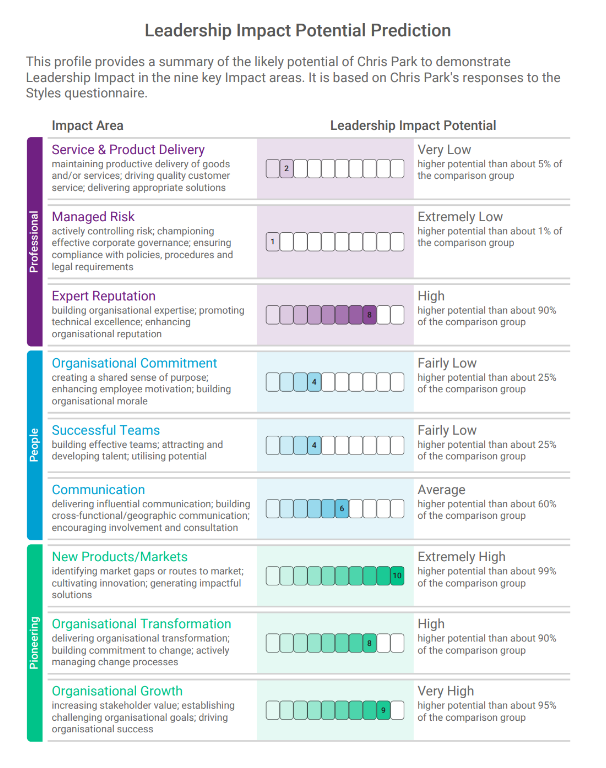 Leadership Impact Potential Prediction
This profile provides a summary of the likely potential of Chris Park to demonstrate
Leadership Impact in the nine key Impact areas. It is based on Chris Park's responses to the
Styles questionnaire.
Impact Area
Leadership Impact Potential
Professional
Service & Product Delivery
maintaining productive delivery of goods
and/or services; driving quality customer
service; delivering appropriate solutions
2
Very Low
higher potential than about 5% of
the comparison group
Managed Risk
actively controlling risk; championing
effective corporate governance; ensuring
compliance with policies, procedures and
legal requirements
1
Extremely Low
higher potential than about 1% of
the comparison group
Expert Reputation
building organisational expertise; promoting
technical excellence; enhancing
organisational reputation
8
High
higher potential than about 90%
of the comparison group
People
Organisational Commitment
creating a shared sense of purpose;
enhancing employee motivation; building
organisational morale
4
Fairly Low
higher potential than about 25%
of the comparison group
Successful Teams
building effective teams; attracting and
developing talent; utilising potential
4
Fairly Low
higher potential than about 25%
of the comparison group
Communication
delivering influential communication; building
cross-functional/geographic communication;
encouraging involvement and consultation
6
Average
higher potential than about 60%
of the comparison group
Pioneering
New Products/Markets
identifying market gaps or routes to market;
cultivating innovation; generating impactful
solutions
10
Extremely High
higher potential than about 99%
of the comparison group
Organisational Transformation
delivering organisational transformation;
building commitment to change; actively
managing change processes
8
High
higher potential than about 90%
of the comparison group
Organisational Growth
increasing stakeholder value; establishing
challenging organisational goals; driving
organisational success
9
Very High
higher potential than about 95%
of the comparison group